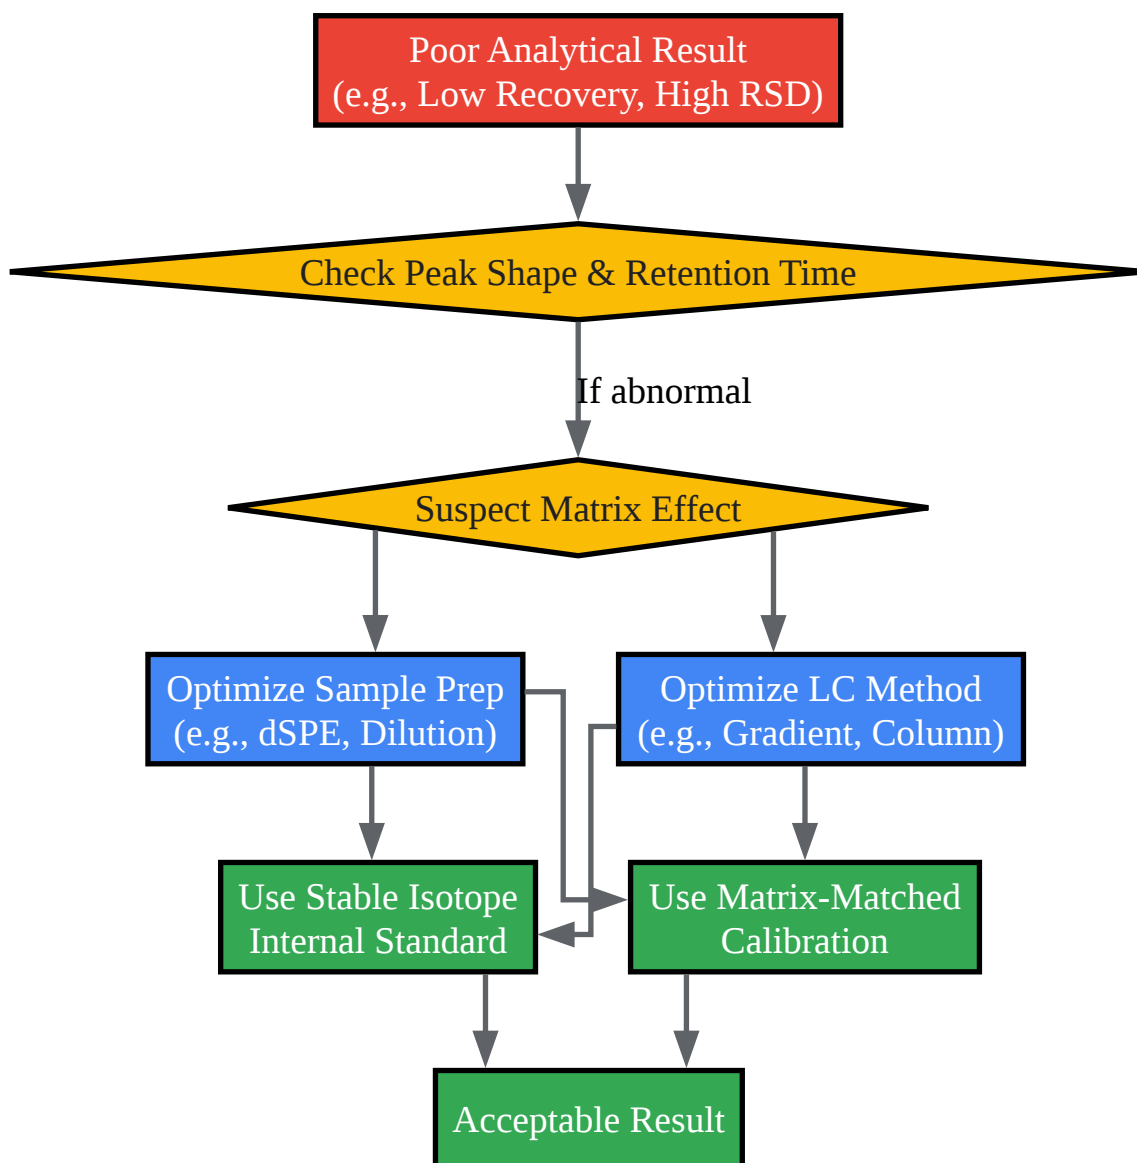 Poor Analytical Result
(e.g., Low Recovery, High RSD)
Check Peak Shape & Retention Time
If abnormal
Suspect Matrix Effect
Optimize Sample Prep
(e.g., dSPE, Dilution)
Optimize LC Method
(e.g., Gradient, Column)
Use Stable Isotope
Internal Standard
Use Matrix-Matched
Calibration
Acceptable Result